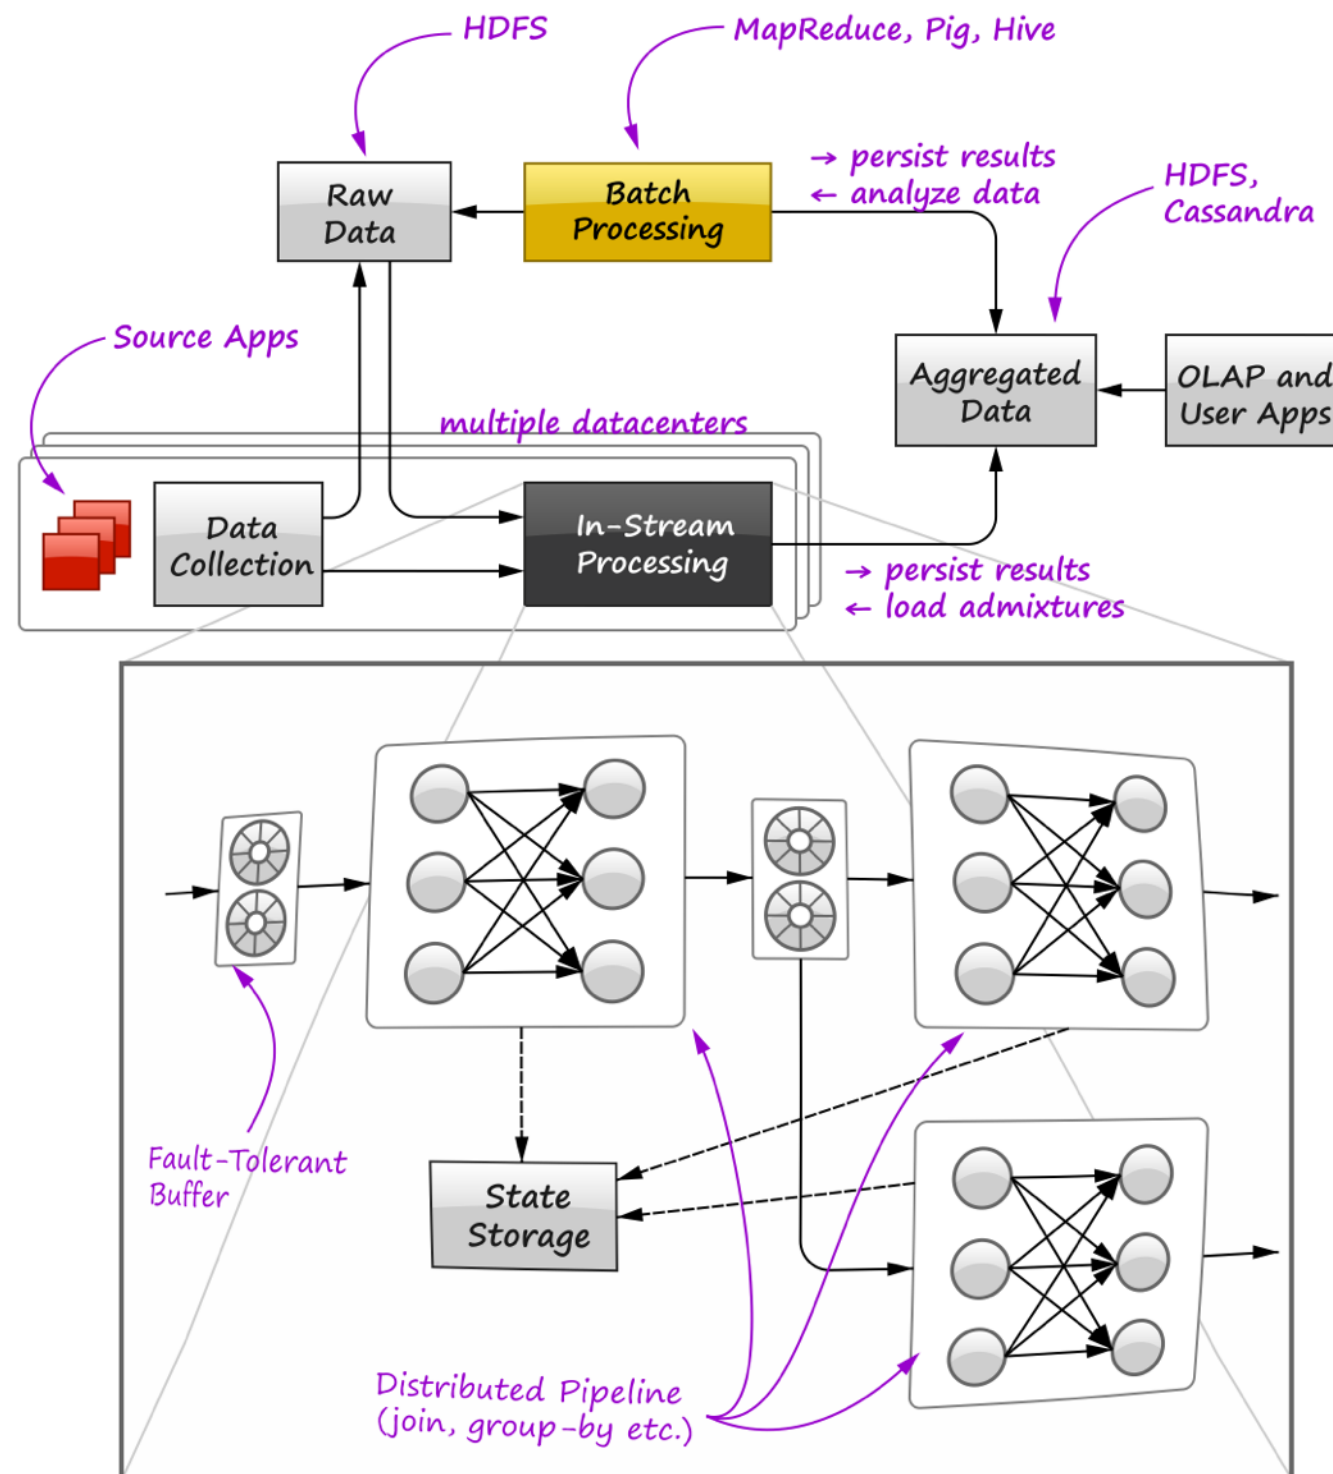 HDFS
MapReduce, Pig, Hive
Raw
Data
Batch
Processing
→ persist results
← analyze data
HDFS,
Cassandra
Source Apps
Aggregated
Data
OLAP and
User Apps
multiple datacenters
Data
Collection
In-Stream
Processing
→ persist results
← load admixtures
Fault-Tolerant
Buffer
State
Storage
Distributed Pipeline
(join, group-by etc.)